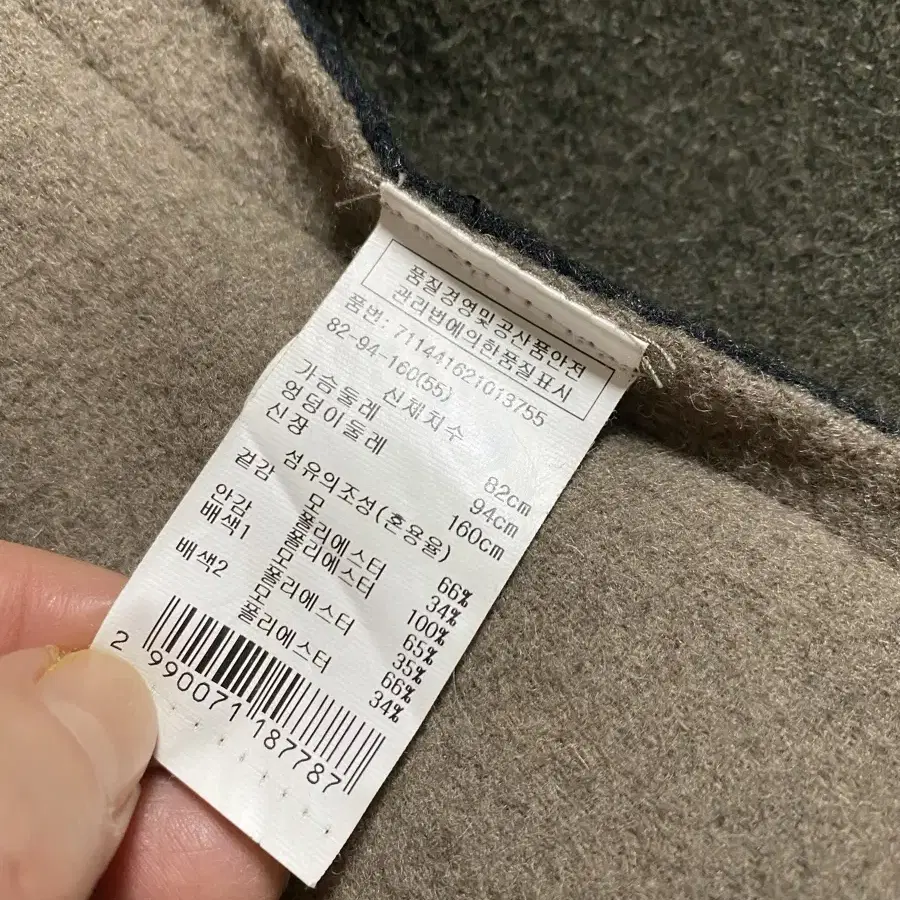 품질경영및공산품안전
관리법에의한품질표시
품번: 711441621013755
82-94-160(55)
신체치수
가슴둘레 82cm
엉덩이둘레 94cm
신장 160cm
섬유의조성(혼용율)
겉감 모 66%
폴리에스터 34%
안감 폴리에스터 100%
배색1 모 65%
폴리에스터 35%
배색2 모 66%
폴리에스터 34%
2 990071 187787